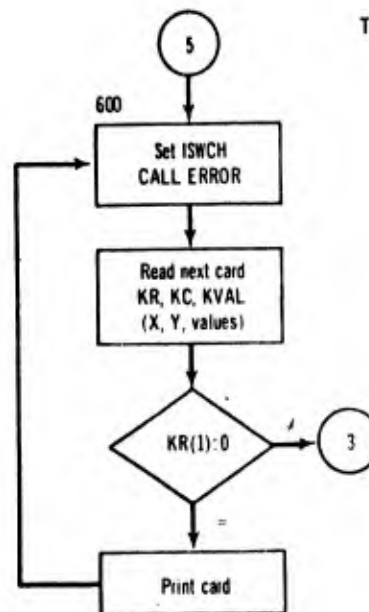 5
T
600
Set ISWCH
CALL ERROR
Read next card
KR, KC, KVAL
(X, Y, values)
KR(1):0
≠
3
=
Print card